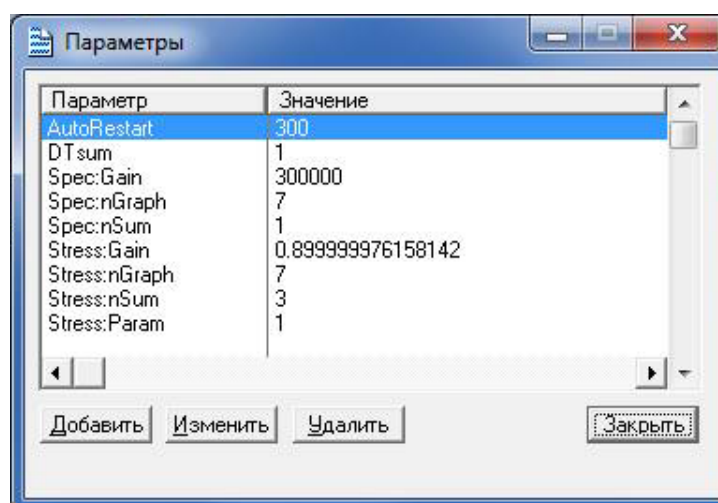 Параметры
Параметр Значение
AutoRestart 300
DTsum 1
Spec:Gain 300000
Spec:nGraph 7
Spec:nSum 1
Stress:Gain 0.899999976158142
Stress:nGraph 7
Stress:nSum 3
Stress:Param 1
Добавить Изменить Удалить Закрыть